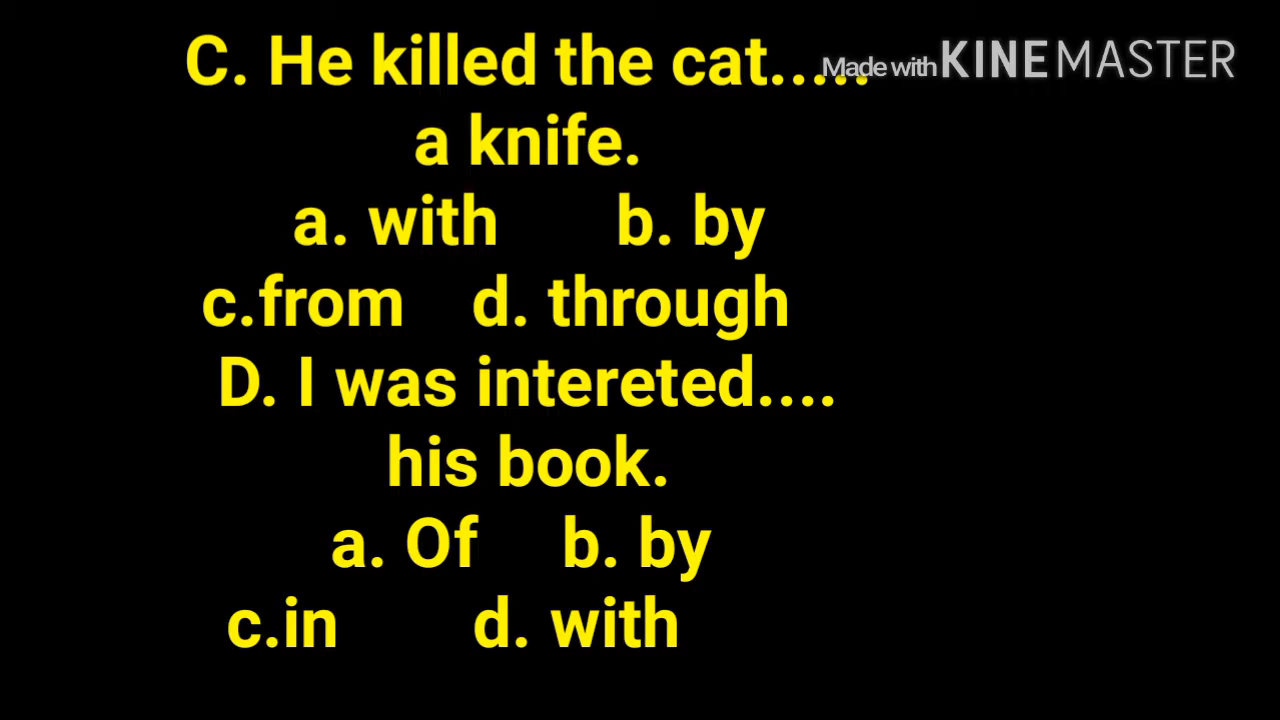 C. He killed the cat.....
Made with KINEMASTER
a knife.
a. with b. by
c.from d. through
D. I was intereted....
his book.
a. Of b. by
c.in d. with